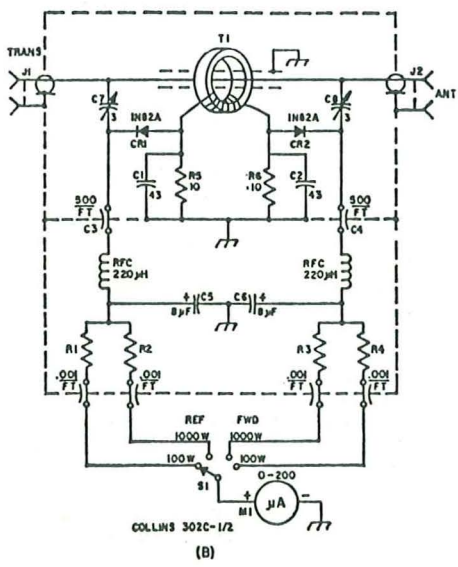 T1
TRANS
J1
J2
C7
3
C8
3
ANT
IN82A
CR1
IN82A
CR2
C1
43
R5
10
R6
10
C2
43
500
FT
C3
500
FT
C4
RFC
220µH
RFC
220µH
+
C5
8µF
C6
+
8µF
R1
R2
R3
R4
.001
FT
.001
FT
.001
FT
.001
FT
REF
FWD
1000W
1000W
100W
100W
S1
0-200
+
M1
µA
-
COLLINS 302C-1/2
(B)